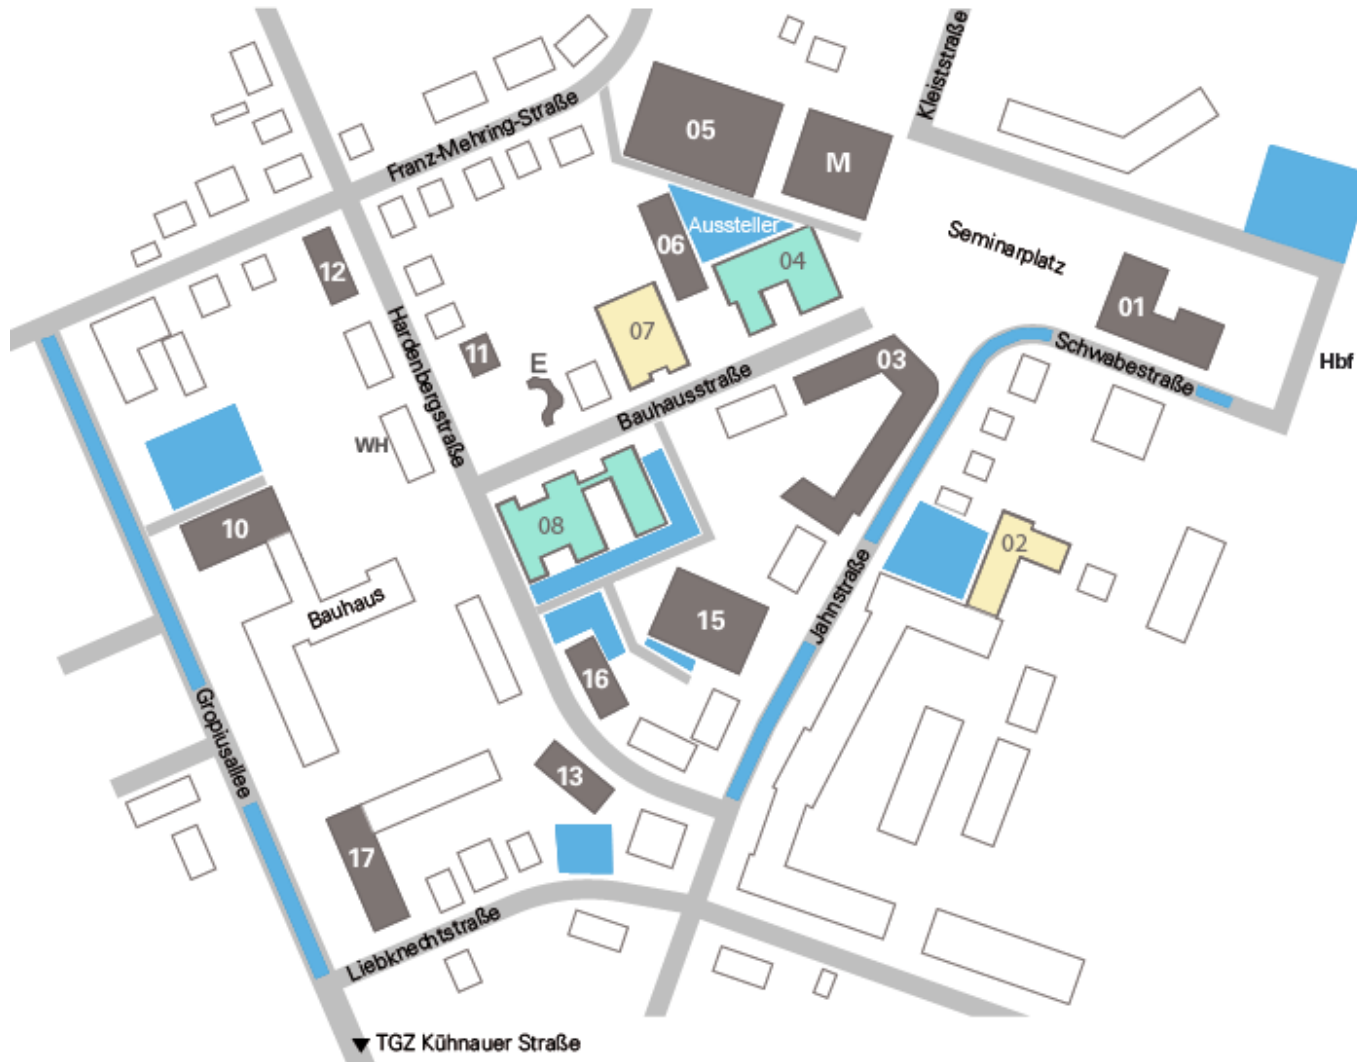 Kleiststraße
Franz-Mehring-Straße
05
M
Aussteller
06
04
Seminarplatz
12
01
07
Hardenbergstraße
11
E
03
Schwabestraße
Hbf
Bauhausstraße
WH
10
08
02
Jahnstraße
Bauhaus
15
16
Gropiusallee
13
17
Liebknechtstraße
TGZ Kühnauer Straße